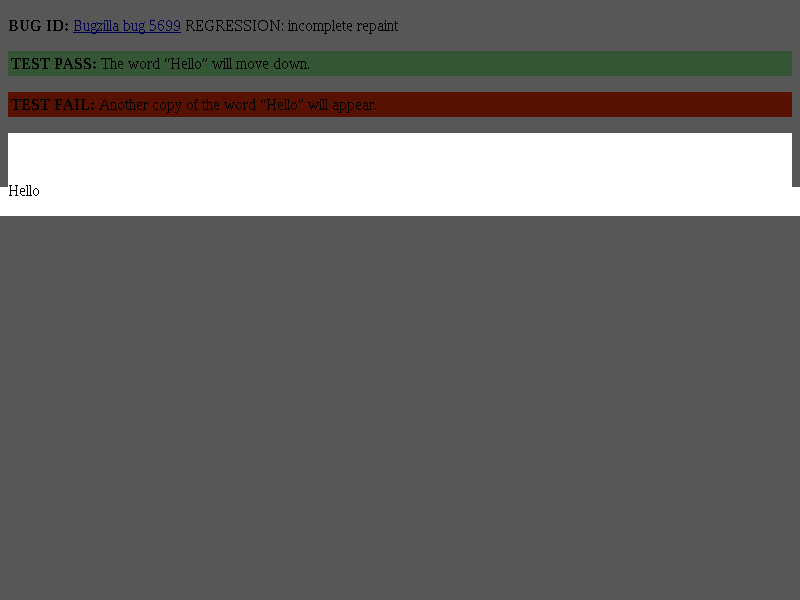 BUG ID: Bugzilla bug 5699 REGRESSION: incomplete repaint
TEST PASS: The word “Hello” will move down.
TEST FAIL: Another copy of the word “Hello” will appear.
Hello